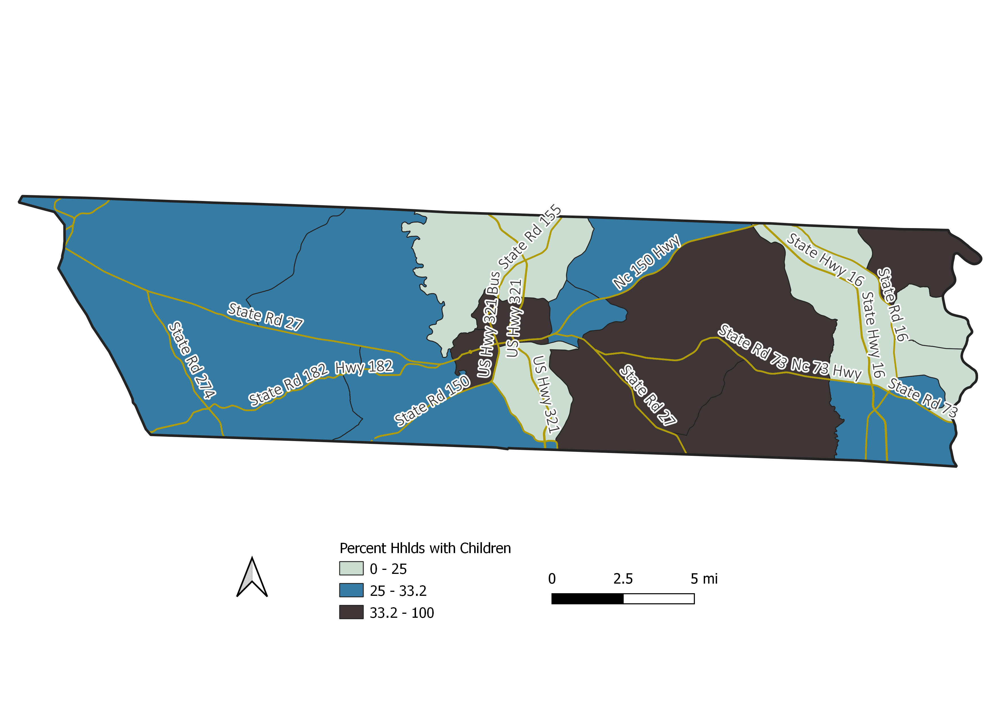 State Rd 155
Nc 150 Hwy
State Hwy 16
State Rd 16
US Hwy 321 Bus
US Hwy 321
State Hwy 16
State Rd 27
State Rd 274
State Rd 73 Nc 73 Hwy
State Rd 182
Hwy 182
State Rd 150
US Hwy 321
State Rd 27
State Rd 73
Percent Hhlds with Children
0 - 25
25 - 33.2
33.2 - 100
0 2.5 5 mi